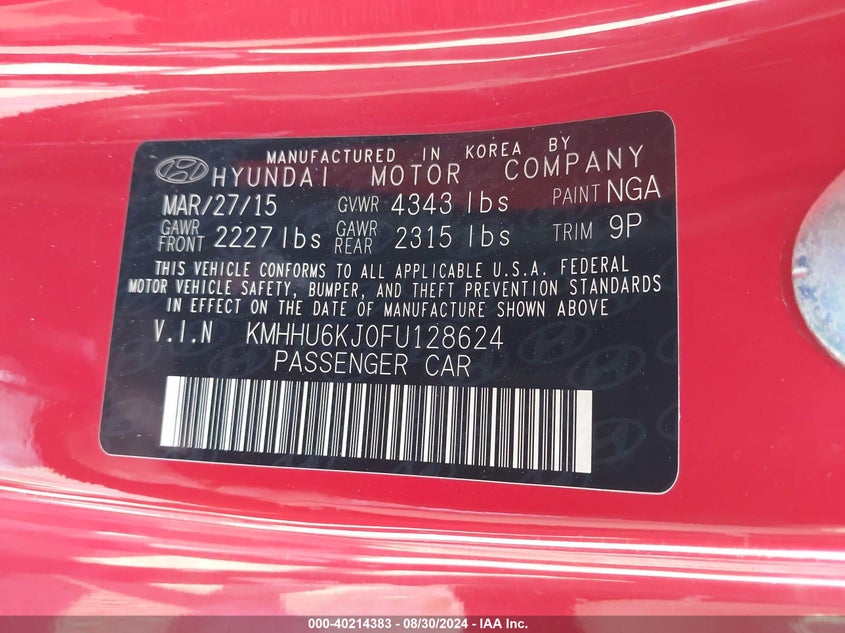 MANUFACTURED IN KOREA BY
HYUNDAI MOTOR COMPANY
MAR/27/15 GVWR 4343 lbs PAINT NGA
GAWR FRONT 2227 lbs GAWR REAR 2315 lbs TRIM 9P
THIS VEHICLE CONFORMS TO ALL APPLICABLE U.S.A. FEDERAL
MOTOR VEHICLE SAFETY, BUMPER, AND THEFT PREVENTION STANDARDS
IN EFFECT ON THE DATE OF MANUFACTURE SHOWN ABOVE
V.I.N KMHHU6KJ0FU128624
PASSENGER CAR
000-40214383 - 08/30/2024 - IAA Inc.